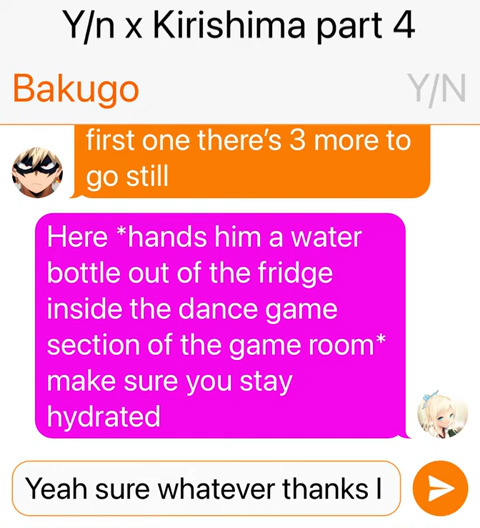 Y/n x Kirishima part 4
Bakugo
Y/N
first one there's 3 more to
go still
Here *hands him a water
bottle out of the fridge
inside the dance game
section of the game room*
make sure you stay
hydrated
Yeah sure whatever thanks I